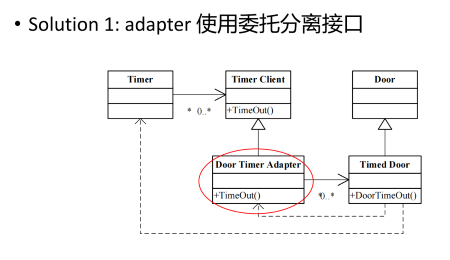 • Solution 1: adapter 使用委托分离接口
Timer
Timer Client
Door
* 0..*
+TimeOut()
Door Timer Adapter
Timed Door
+TimeOut()
*0..*
+DoorTimeOut()